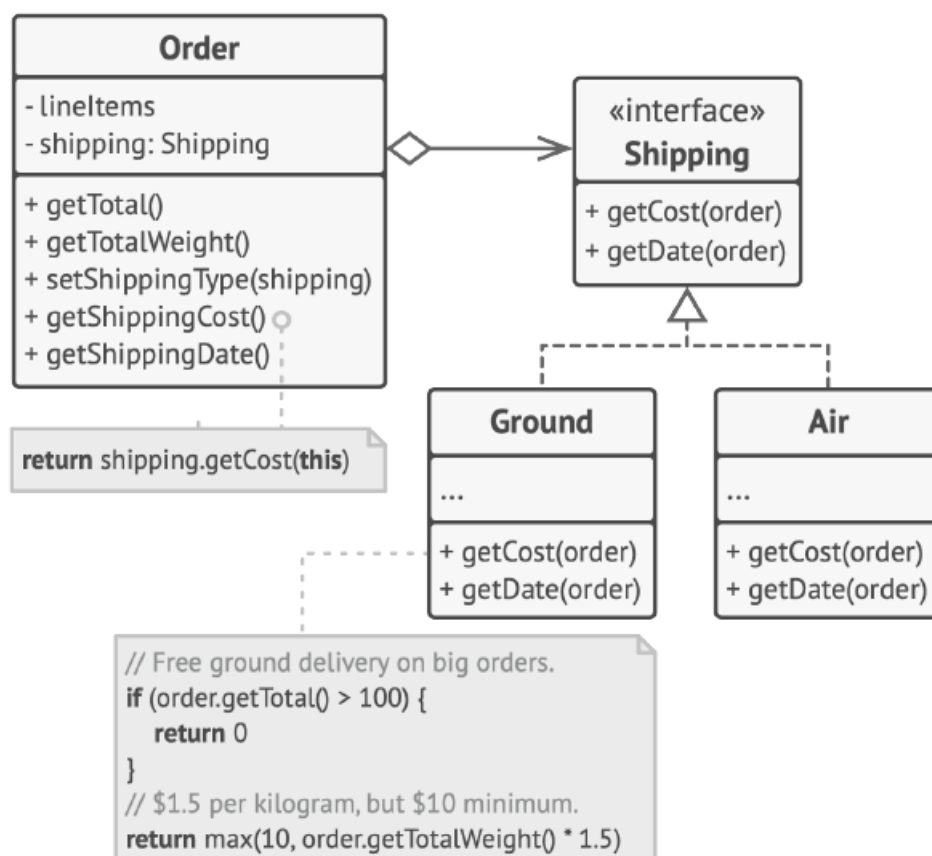 Order
- lineItems
- shipping: Shipping
+ getTotal()
+ getTotalWeight()
+ setShippingType(shipping)
+ getShippingCost()
+ getShippingDate()
return shipping.getCost(this)
«interface»
Shipping
+ getCost(order)
+ getDate(order)
Ground
...
+ getCost(order)
+ getDate(order)
Air
...
+ getCost(order)
+ getDate(order)
// Free ground delivery on big orders.
if (order.getTotal() > 100) {
return 0
}
// $1.5 per kilogram, but $10 minimum.
return max(10, order.getTotalWeight() * 1.5)